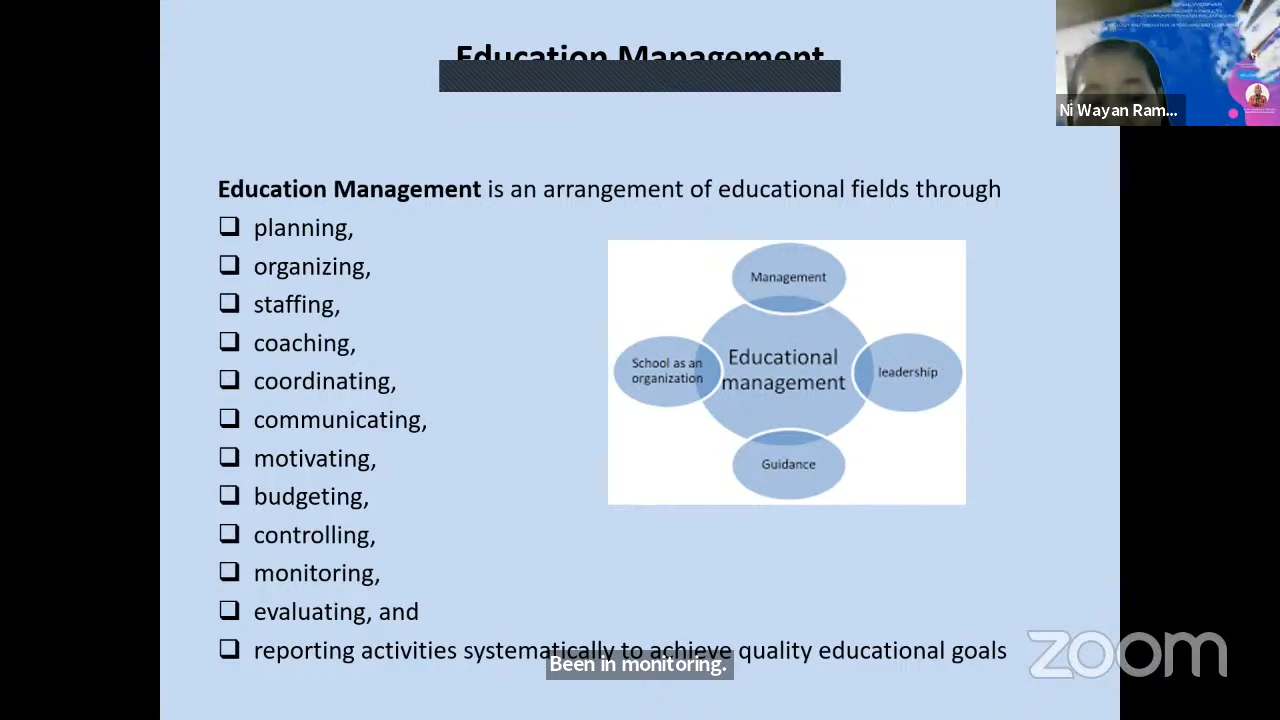 Education Management
Ni Wayan Ram...
Education Management is an arrangement of educational fields through
❑ planning,
❑ organizing,
❑ staffing,
❑ coaching,
❑ coordinating,
❑ communicating,
❑ motivating,
❑ budgeting,
❑ controlling,
❑ monitoring,
❑ evaluating, and
❑ reporting activities systematically to achieve quality educational goals
Management
School as an
organization
Educational
management
leadership
Guidance
Been in monitoring.
zoom